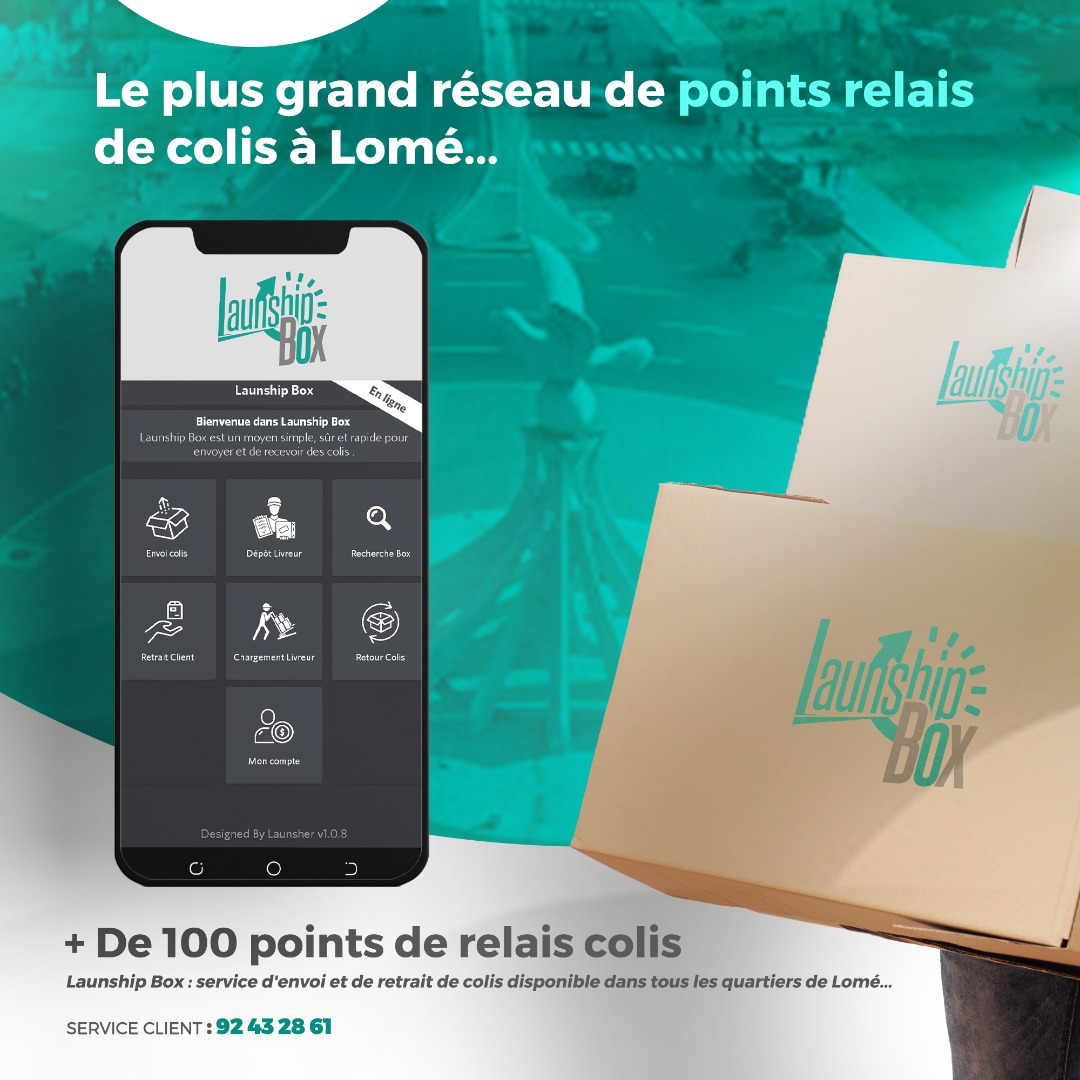 Le plus grand réseau de points relais
de colis à Lomé...
Launship
Box
Launship Box
En ligne
Bienvenue dans Launship Box
Launship Box est un moyen simple, sûr et rapide pour
envoyer et de recevoir des colis .
Envoi colis
Dépôt Livreur
Recherche Box
Retrait Client
Chargement Livreur
Retour Colis
Mon compte
Designed By Launsher v1.0.8
Launship
Box
Launship
Box
+ De 100 points de relais colis
Launship Box : service d'envoi et de retrait de colis disponible dans tous les quartiers de Lomé...
SERVICE CLIENT : 92 43 28 61